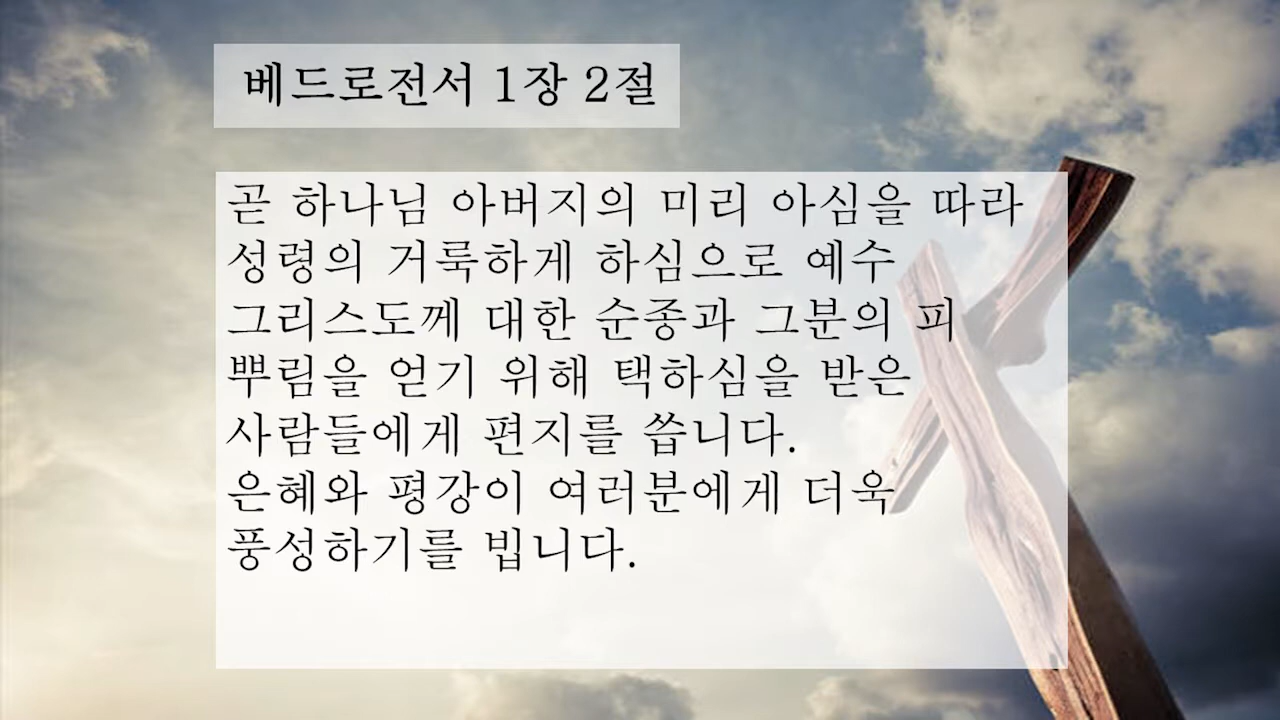 베드로전서 1장 2절
곧 하나님 아버지의 미리 아심을 따라
성령의 거룩하게 하심으로 예수
그리스도께 대한 순종과 그분의 피
뿌림을 얻기 위해 택하심을 받은
사람들에게 편지를 씁니다.
은혜와 평강이 여러분에게 더욱
풍성하기를 빕니다.